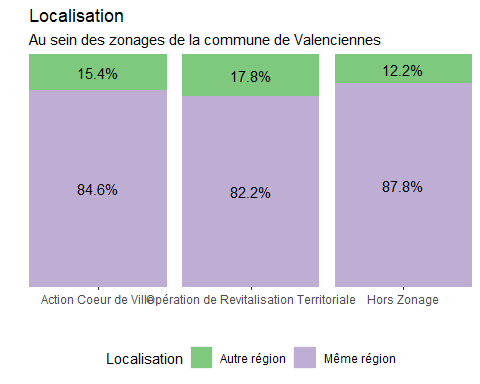 Localisation
Au sein des zonages de la commune de Valenciennes
15.4% 17.8% 12.2%
84.6% 82.2% 87.8%
Action Coeur de Ville Opération de Revitalisation Territoriale Hors Zonage
Localisation Autre région Même région